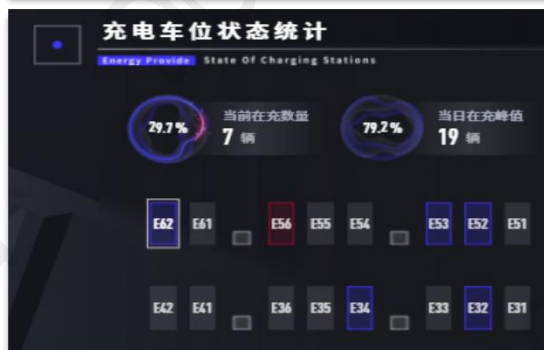 充电车位状态统计
Energy Provide State Of Charging Stations
29.7% 当前在充数量 7 辆
79.2% 当日在充峰值 19 辆
E62 E61 E56 E55 E54 E53 E52 E51
E42 E41 E36 E35 E34 E33 E32 E31